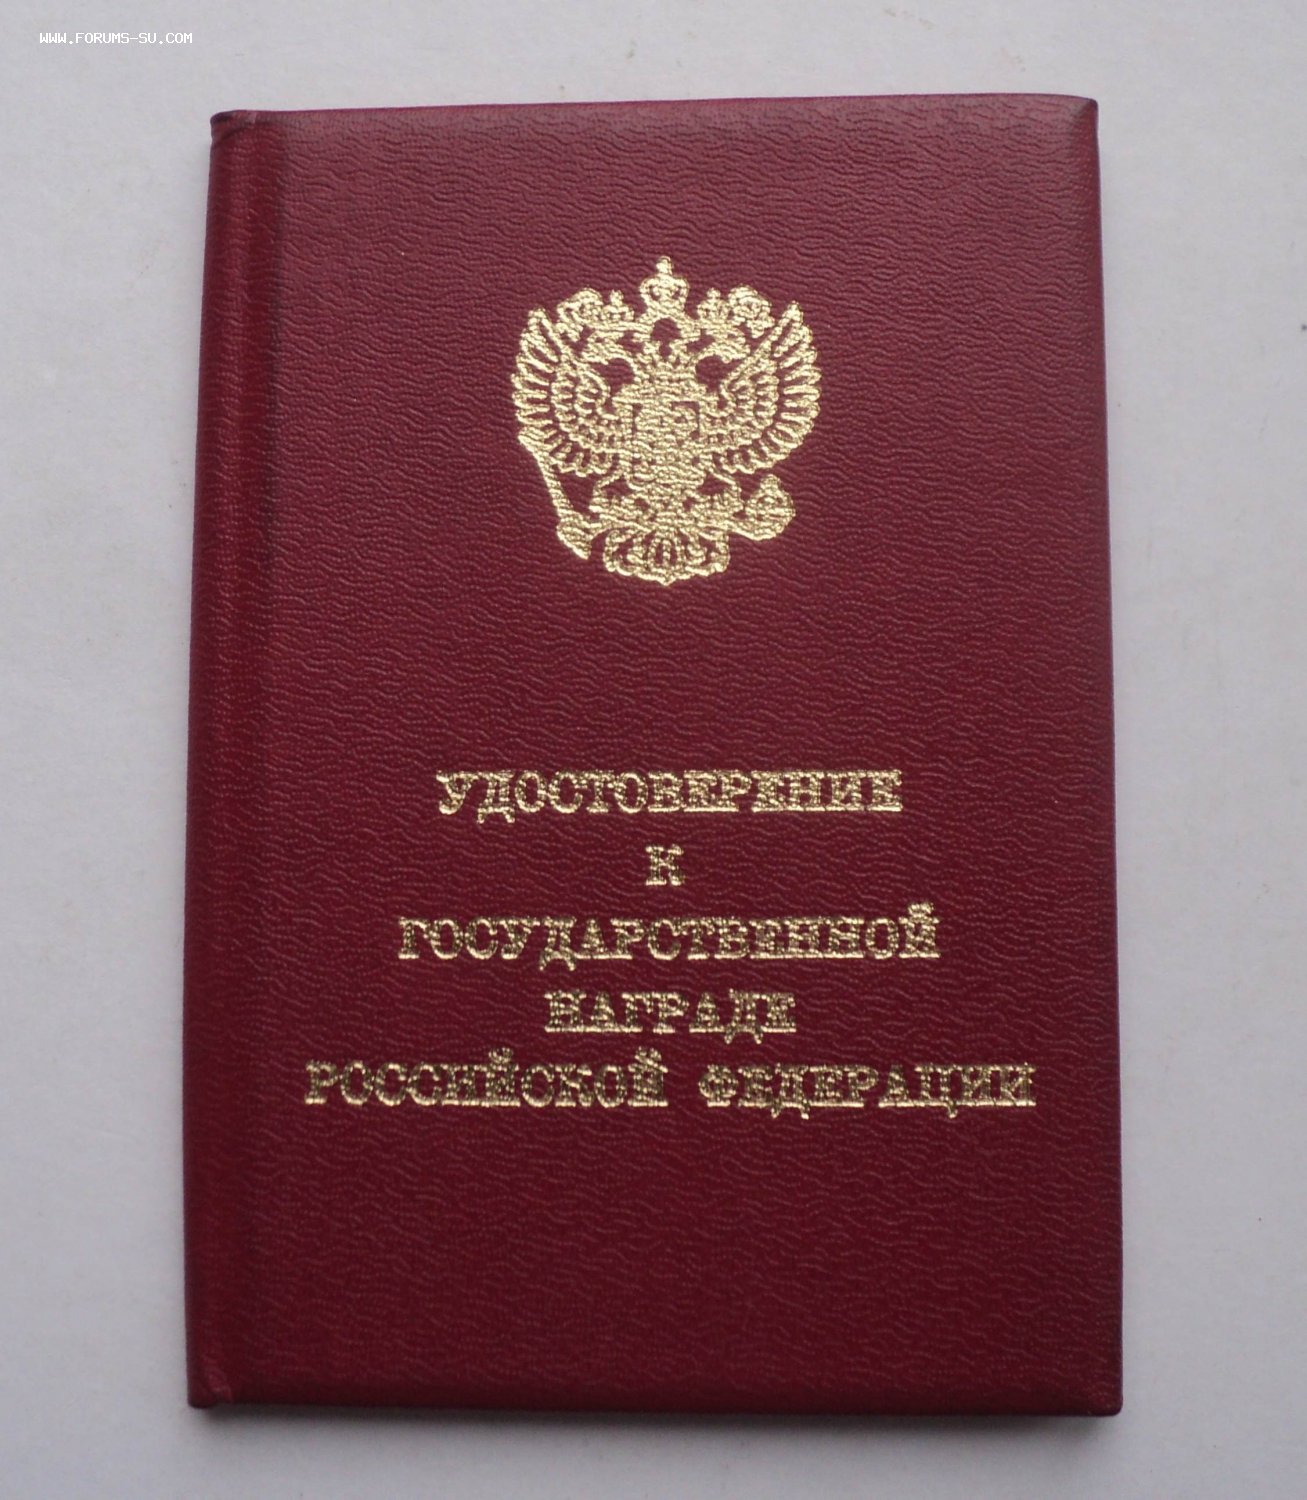 WWW.FORUMS-SU.COM
УДОСТОВЕРЕНИЕ
К
ГОСУДАРСТВЕННОЙ
НАГРАДЕ
РОССИЙСКОЙ ФЕДЕРАЦИИ